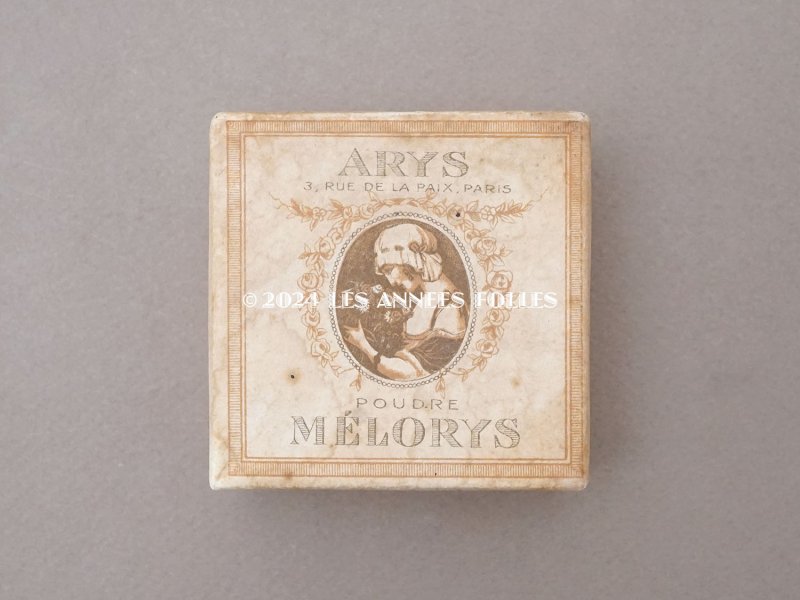 ARYS
3, RUE DE LA PAIX, PARIS
© 2024 LES ANNÉES FOLLES
POUDRE
MÉLORYS